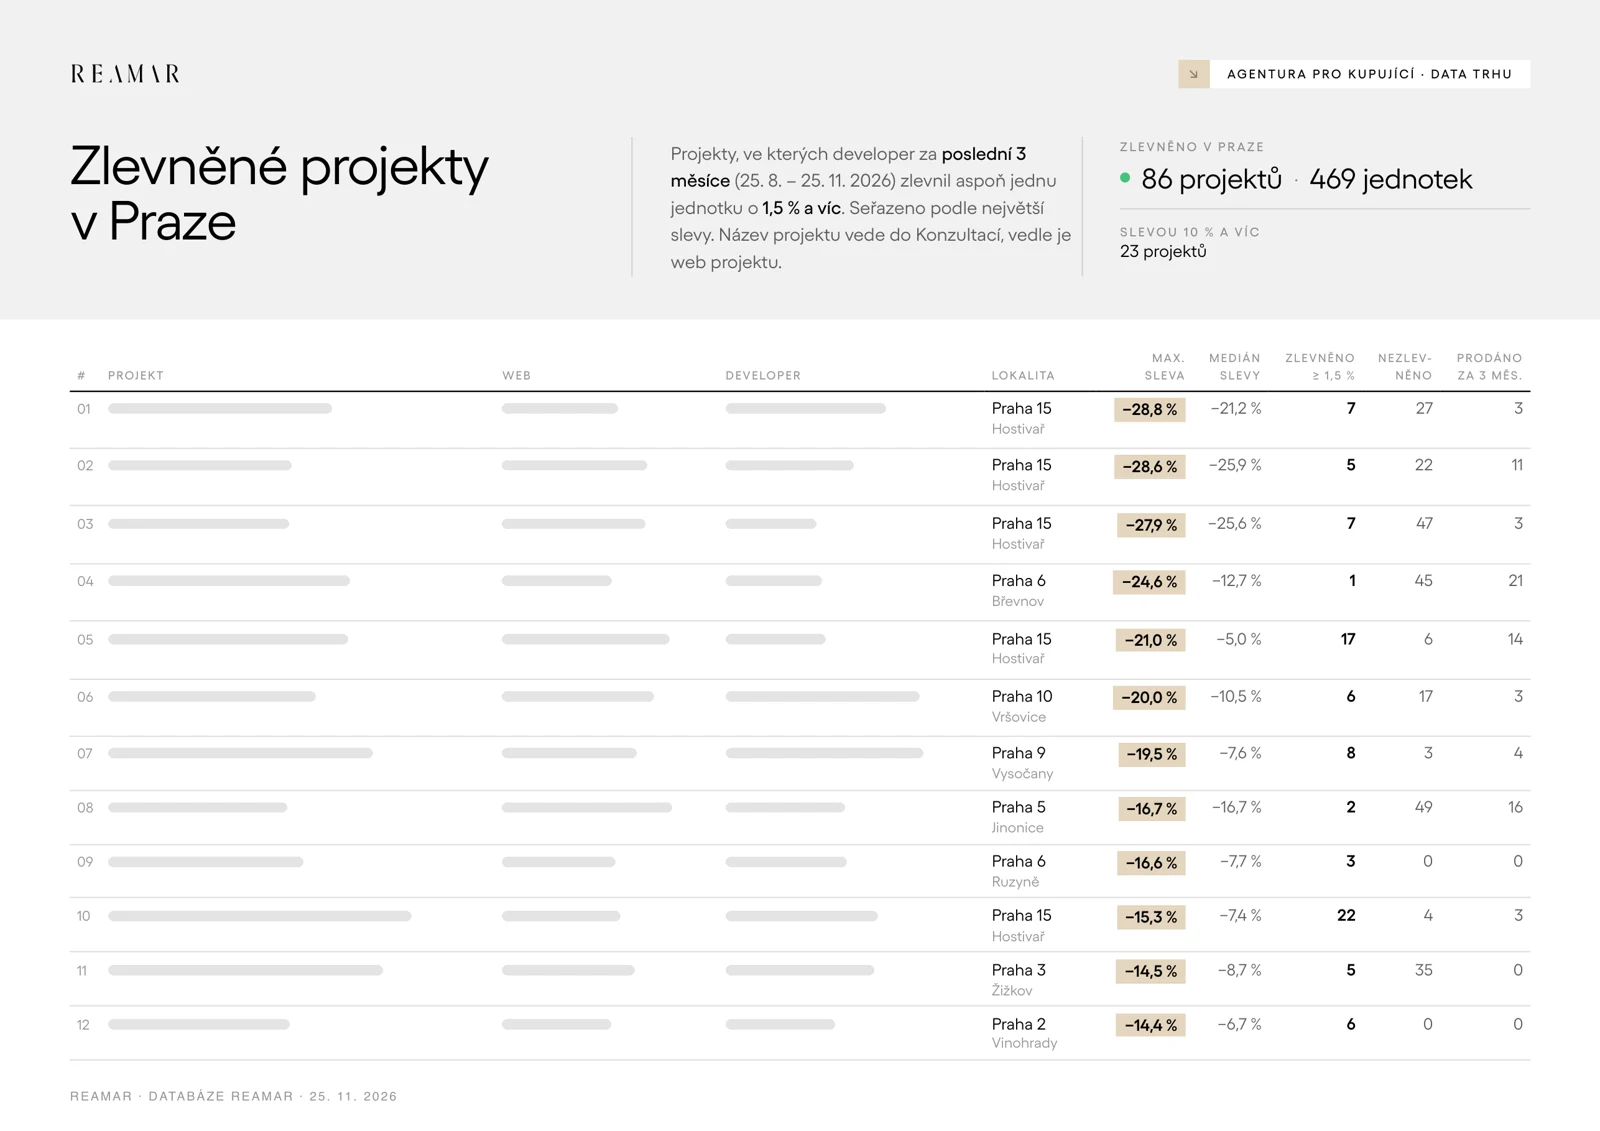 REAMAR
AGENTURA PRO KUPUJÍCÍ · DATA TRHU
Zlevněné projekty
v Praze
Projekty, ve kterých developer za poslední 3
měsíce (25. 8. – 25. 11. 2026) zlevnil aspoň jednu
jednotku o 1,5 % a víc. Seřazeno podle největší
slevy. Název projektu vede do Konzultací, vedle je
web projektu.
ZLEVNĚNO V PRAZE
86 projektů · 469 jednotek
SLEVOU 10 % A VÍC
23 projektů
# PROJEKT WEB DEVELOPER LOKALITA MAX. SLEVA MEDIÁN SLEVY ZLEVNĚNO ≥ 1,5 % NEZLEV-NĚNO PRODÁNO ZA 3 MĚS.
01 Praha 15 −28,8 % −21,2 % 7 27 3
Hostivař
02 Praha 15 −28,6 % −25,9 % 5 22 11
Hostivař
03 Praha 15 −27,9 % −25,6 % 7 47 3
Hostivař
04 Praha 6 −24,6 % −12,7 % 1 45 21
Břevnov
05 Praha 15 −21,0 % −5,0 % 17 6 14
Hostivař
06 Praha 10 −20,0 % −10,5 % 6 17 3
Vršovice
07 Praha 9 −19,5 % −7,6 % 8 3 4
Vysočany
08 Praha 5 −16,7 % −16,7 % 2 49 16
Jinonice
09 Praha 6 −16,6 % −7,7 % 3 0 0
Ruzyně
10 Praha 15 −15,3 % −7,4 % 22 4 3
Hostivař
11 Praha 3 −14,5 % −8,7 % 5 35 0
Žižkov
12 Praha 2 −14,4 % −6,7 % 6 0 0
Vinohrady
REAMAR · DATABÁZE REAMAR · 25. 11. 2026